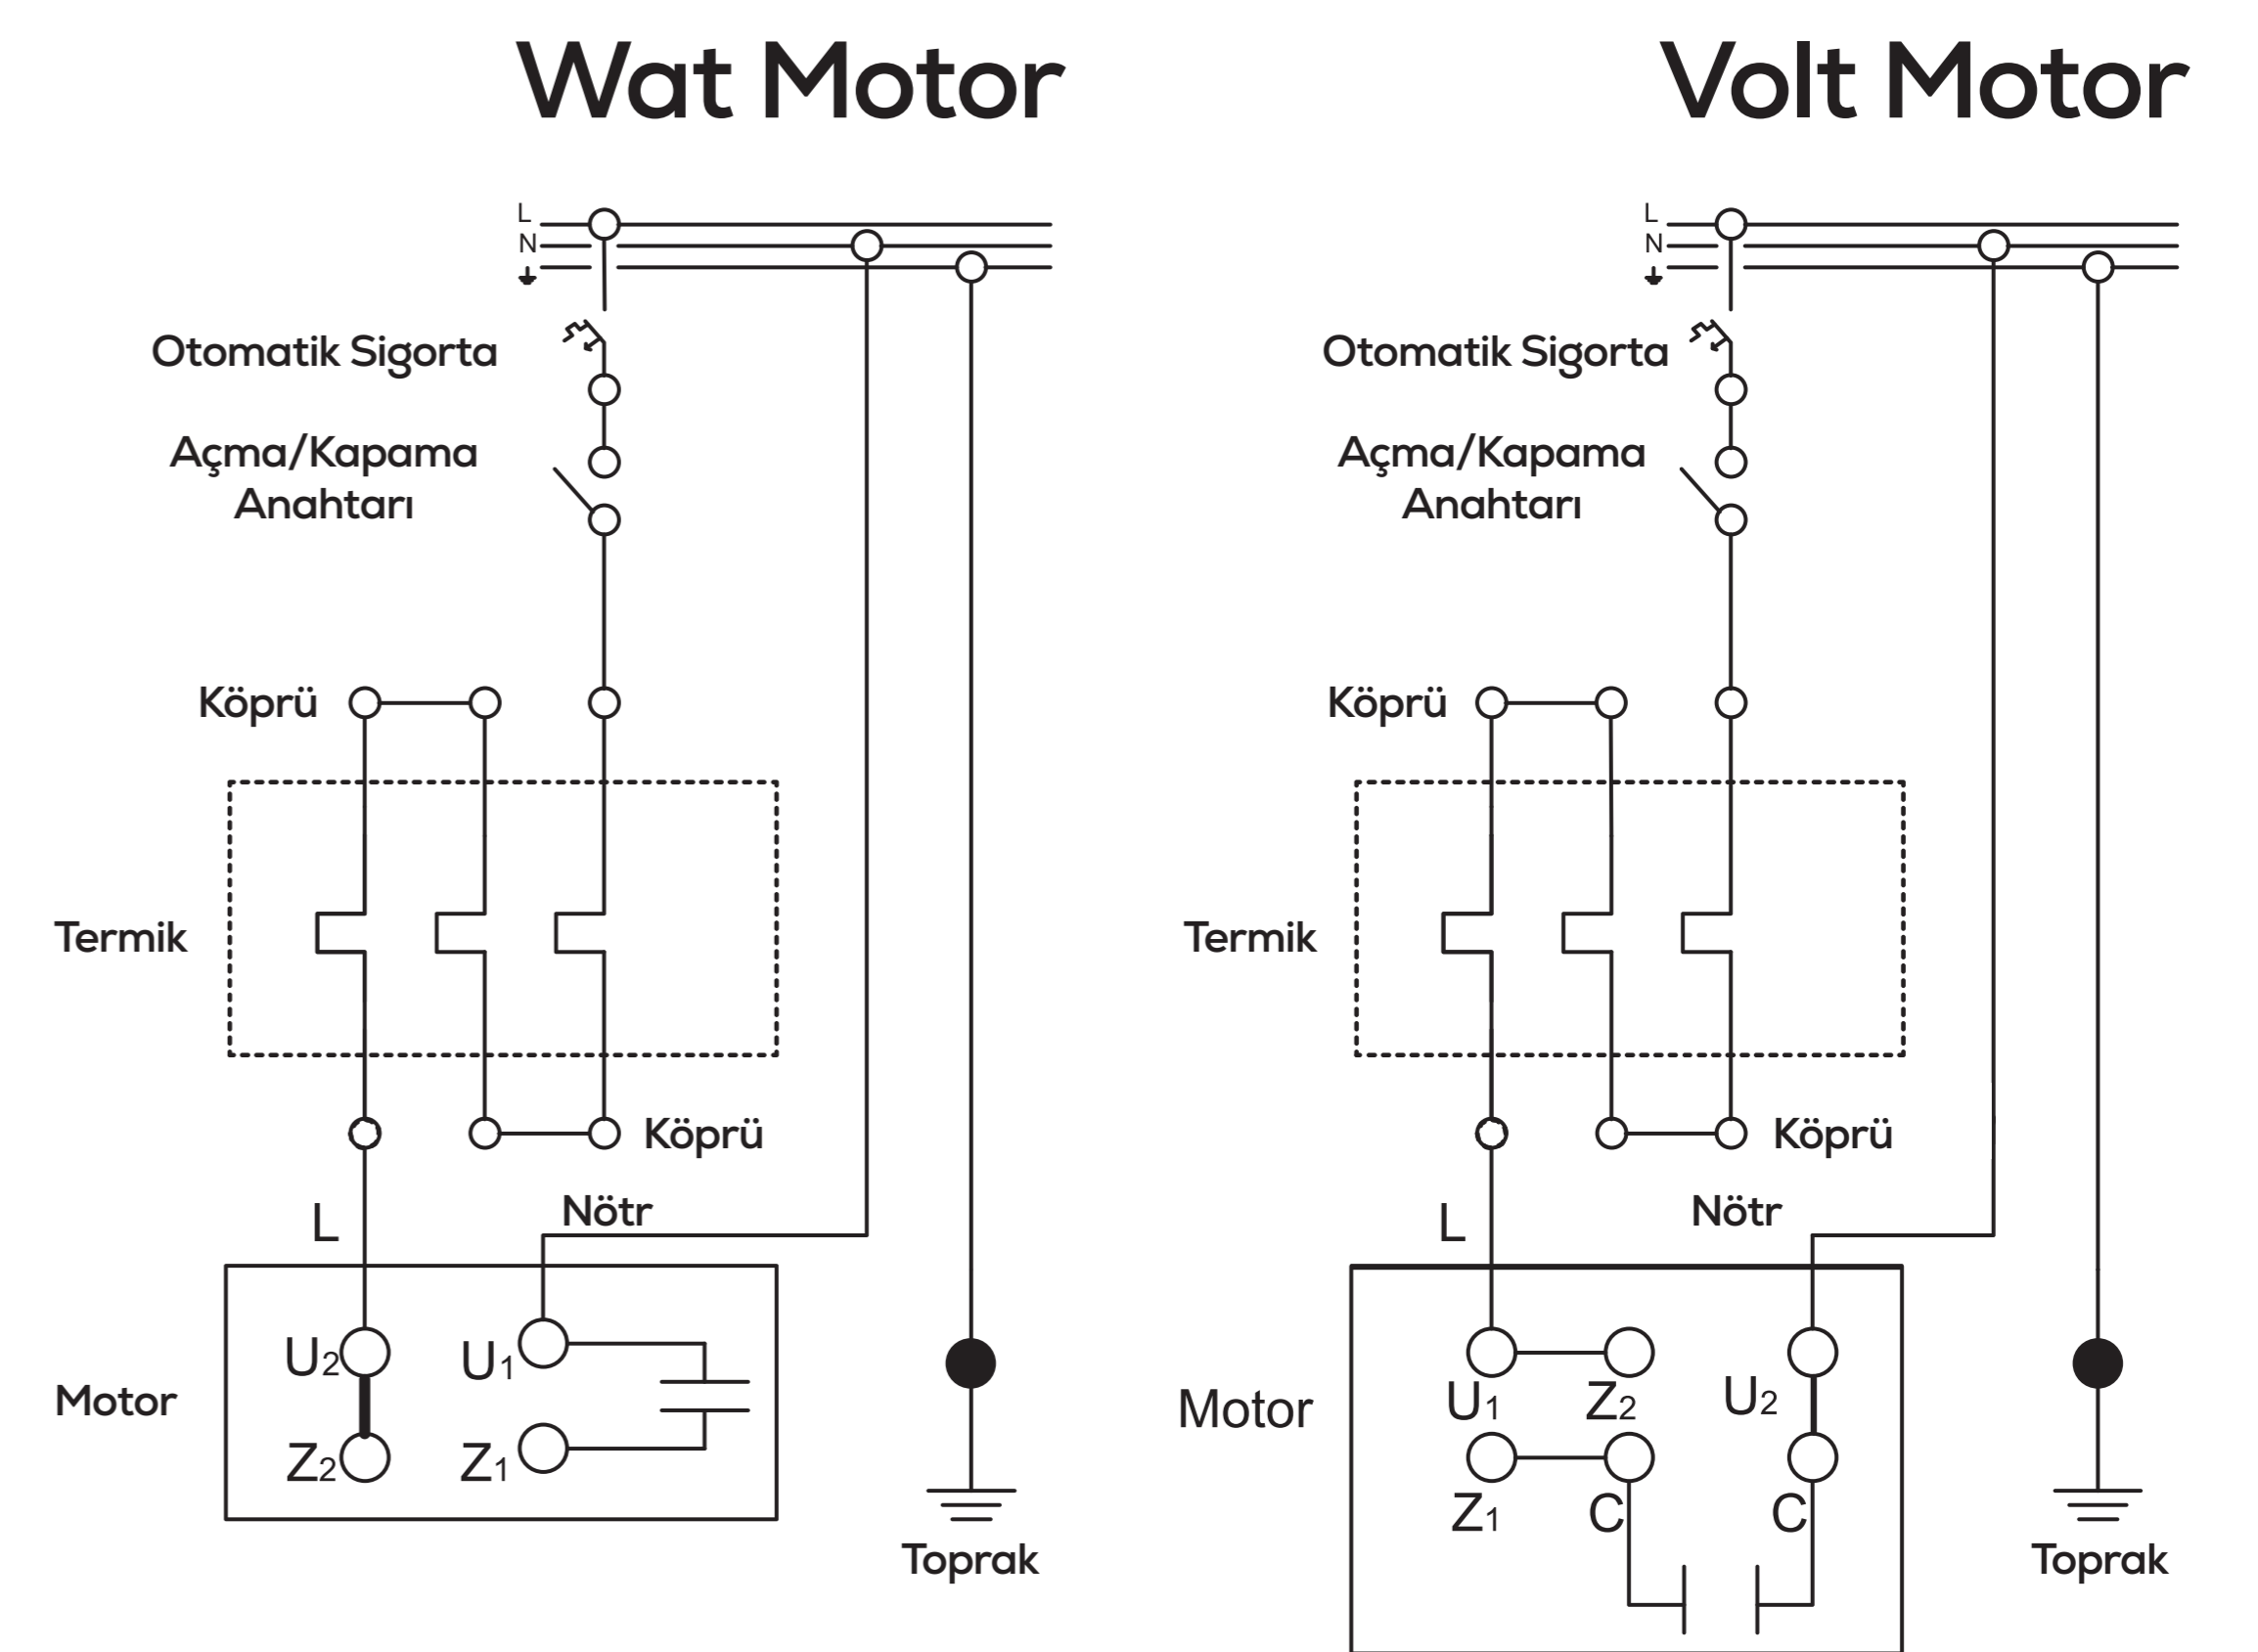 Wat Motor
L
N
Otomatik Sigorta
Açma/Kapama
Anahtarı
Köprü
Termik
Köprü
Nötr
L
U2
U1
Motor
Z2
Z1
Toprak
Volt Motor
L
N
Otomatik Sigorta
Açma/Kapama
Anahtarı
Köprü
Termik
Köprü
Nötr
L
U1
Z2
U2
Motor
Z1
C
C
Toprak